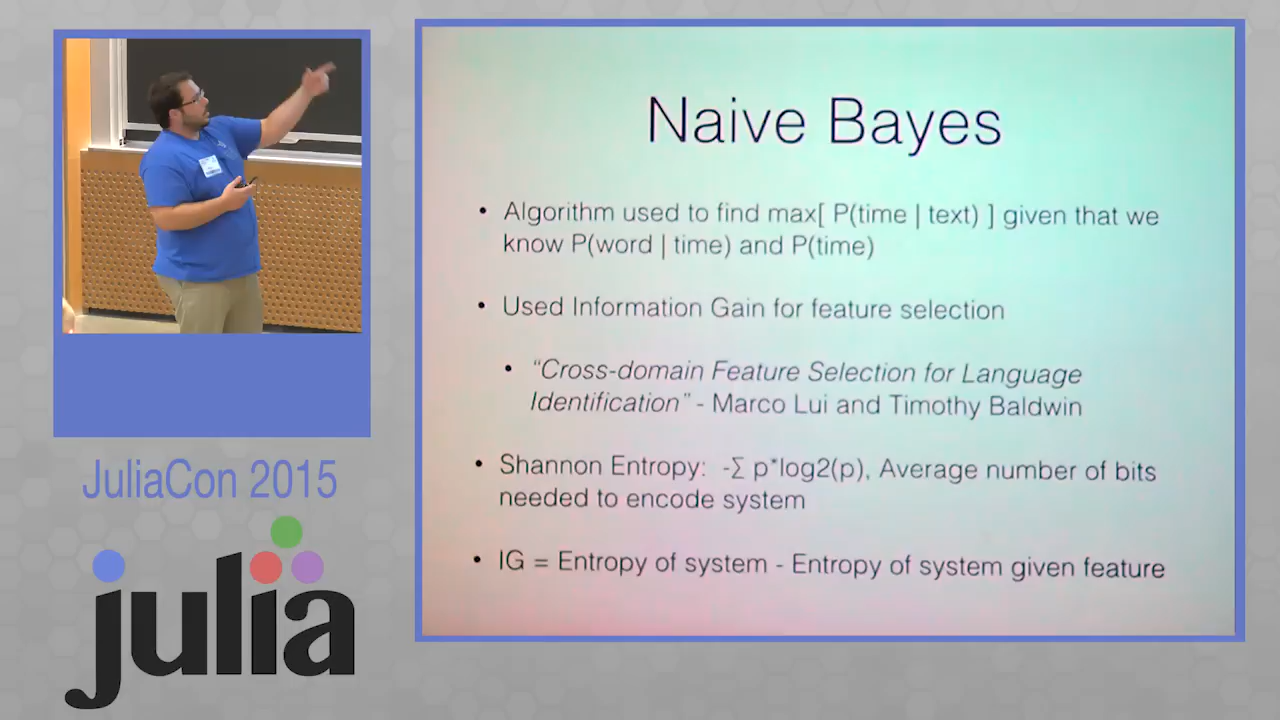 Naive Bayes
• Algorithm used to find max[ P(time | text) ] given that we
know P(word | time) and P(time)
• Used Information Gain for feature selection
• “Cross-domain Feature Selection for Language
Identification” - Marco Lui and Timothy Baldwin
• Shannon Entropy: -∑ p*log2(p), Average number of bits
needed to encode system
• IG = Entropy of system - Entropy of system given feature
JuliaCon 2015
julia